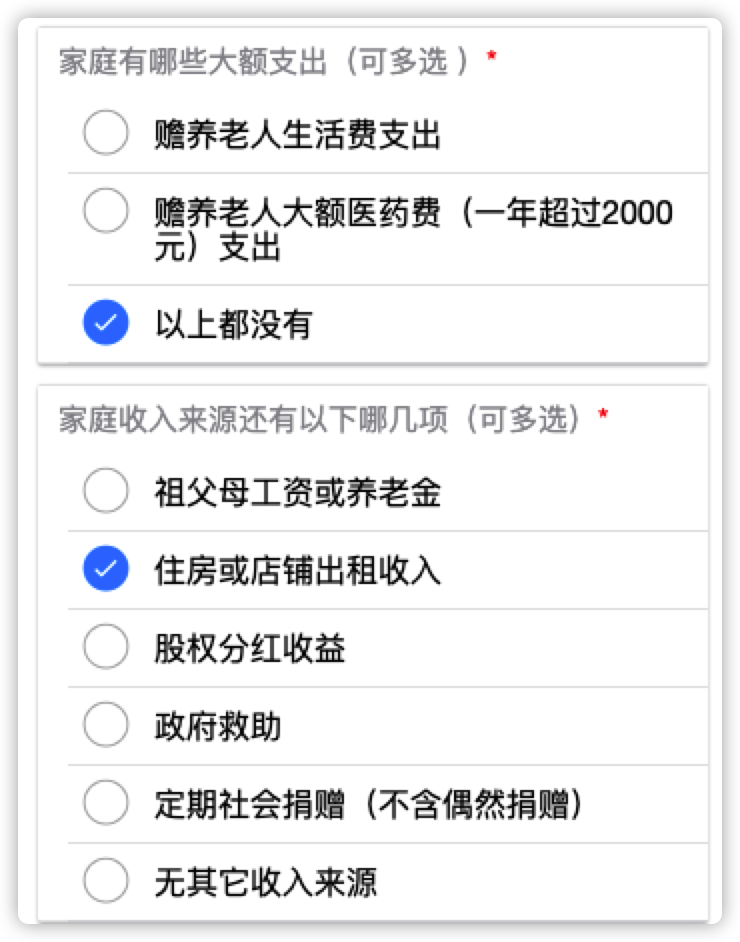 家庭有哪些大额支出（可多选 ）*
赡养老人生活费支出
赡养老人大额医药费（一年超过2000
元）支出
以上都没有
家庭收入来源还有以下哪几项（可多选）*
祖父母工资或养老金
住房或店铺出租收入
股权分红收益
政府救助
定期社会捐赠（不含偶然捐赠）
无其它收入来源